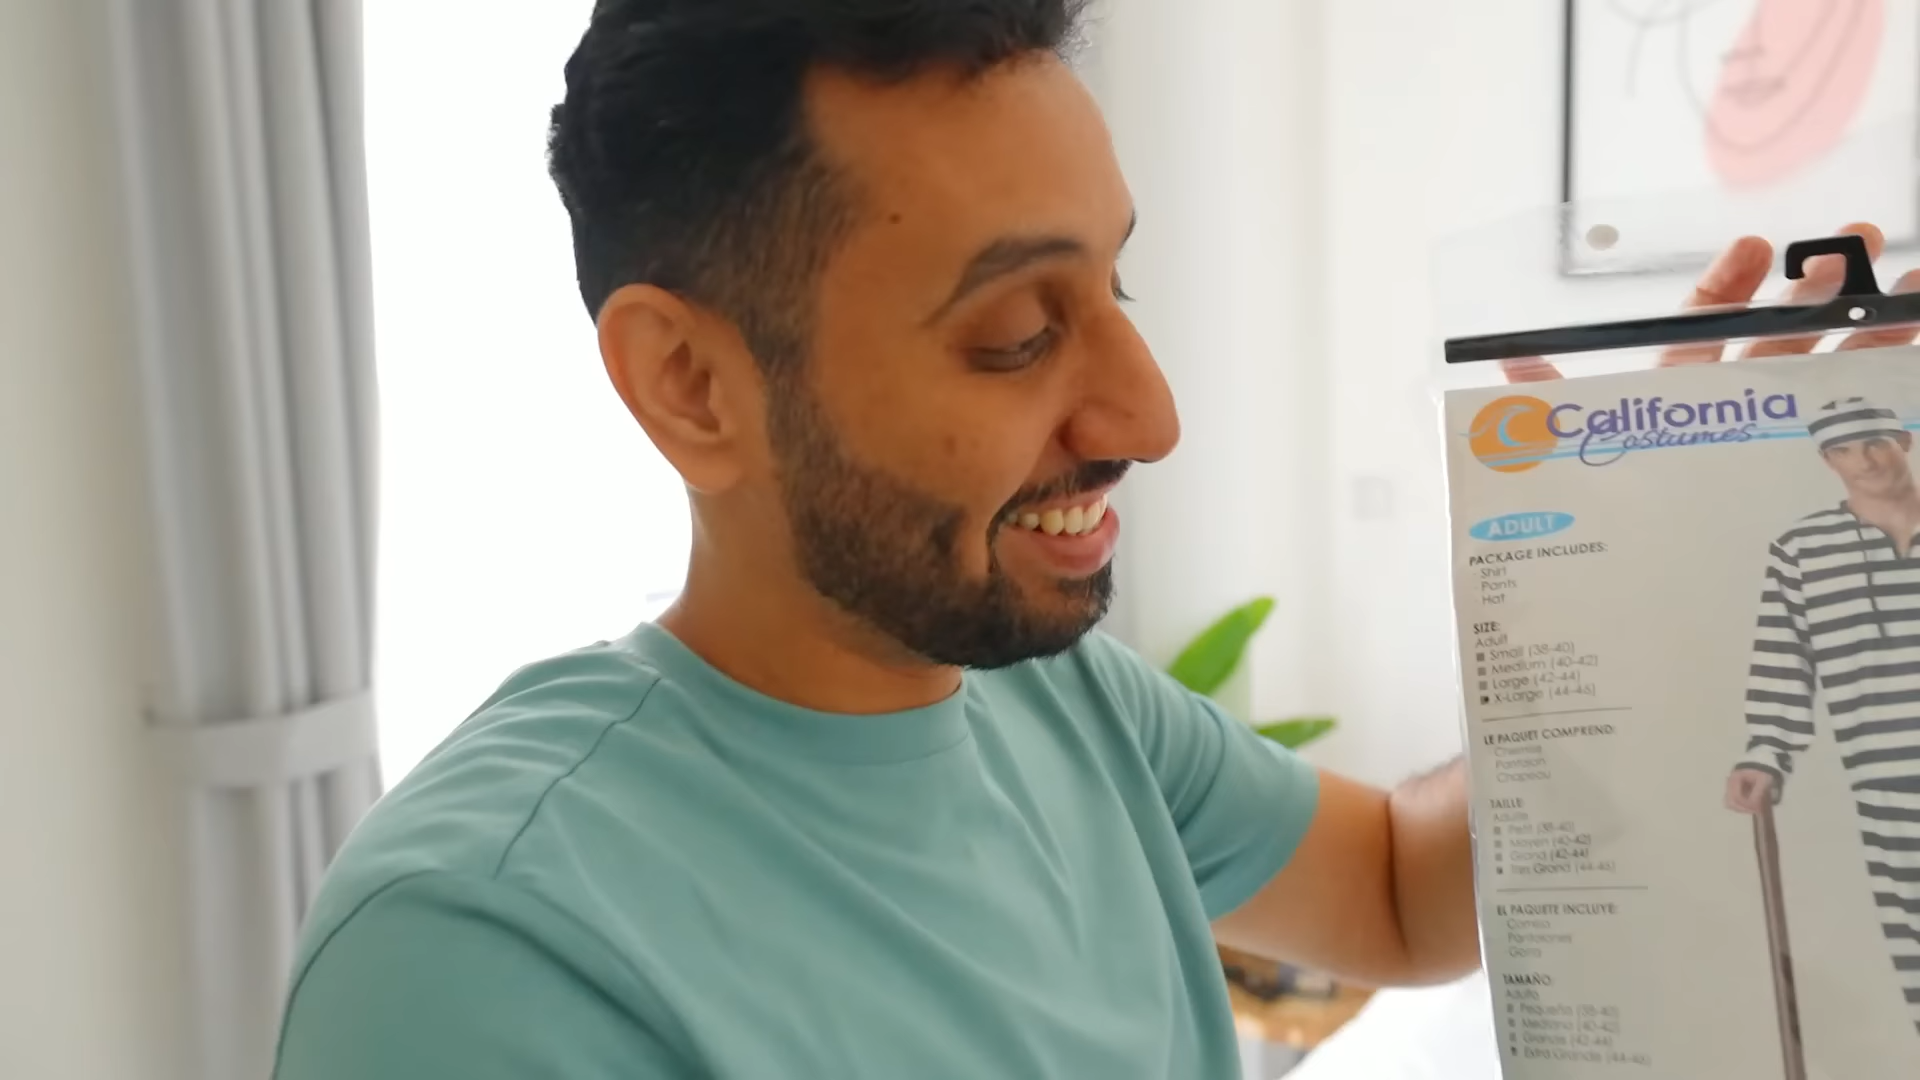 California
Costumes
ADULT
PACKAGE INCLUDES:
· Shirt
· Pants
· Hat
SIZE:
Adult
Small (38-40)
Medium (40-42)
Large (42-44)
X-Large (44-46)
LE PAQUET COMPREND:
Chemise
Pantalon
Chapeau
TAILLE:
Adulte
Petit (38-40)
Moyen (40-42)
Grand (42-44)
Tres Grand (44-46)
EL PAQUETE INCLUYE:
Camisa
Pantalones
Gorra
TAMAÑO:
Adulto
Pequeño (38-40)
Mediano (40-42)
Grande (42-44)
Extra Grande (44-46)